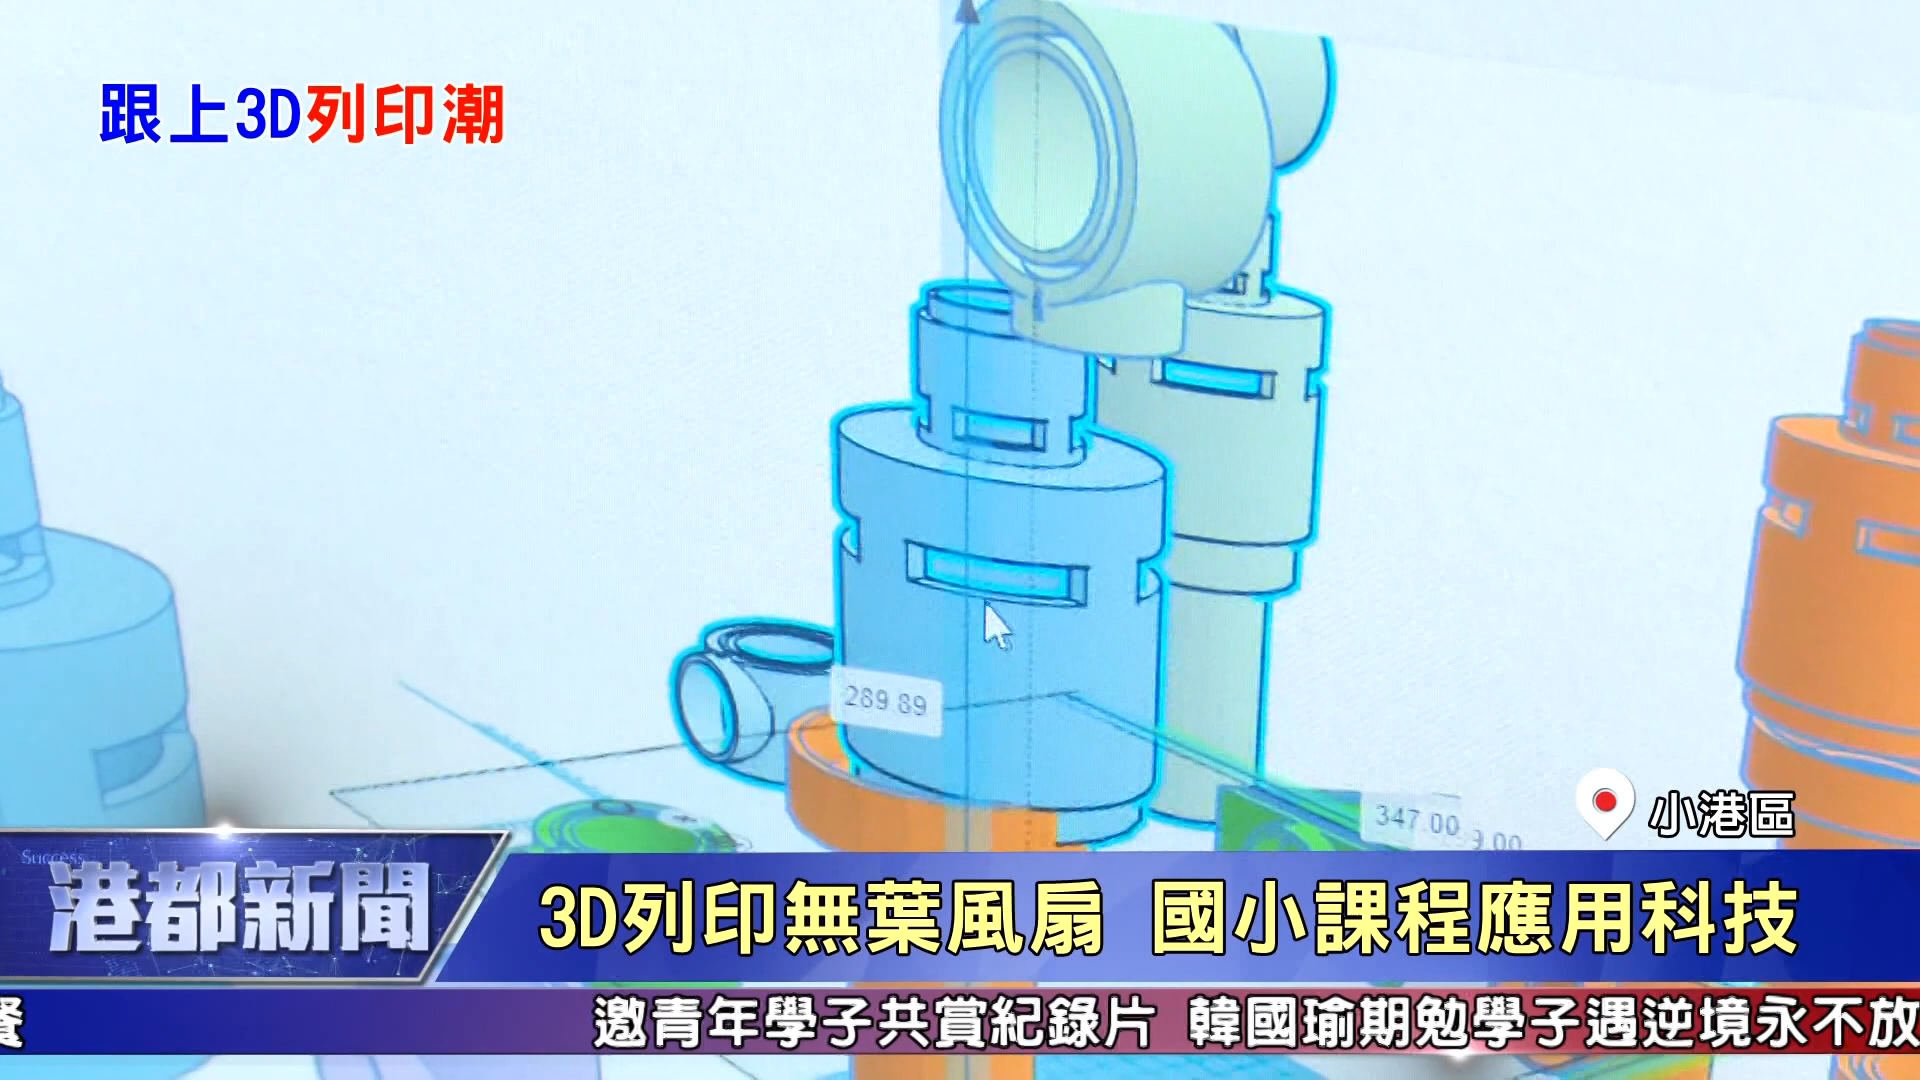 跟上3D列印潮
289.89
347.00
9.00
小港區
Success
港都新聞
3D列印無葉風扇 國小課程應用科技
餐 邀青年學子共賞紀錄片 韓國瑜期勉學子遇逆境永不放